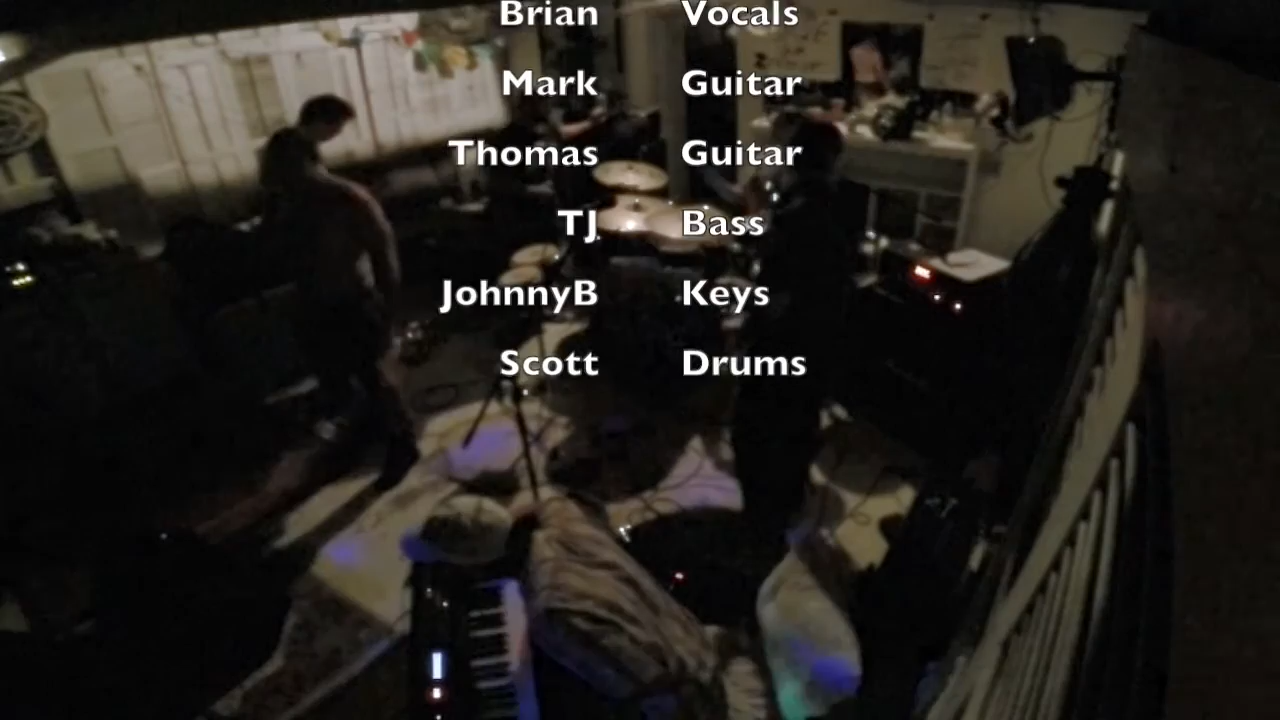 Brian Vocals
Mark Guitar
Thomas Guitar
TJ Bass
JohnnyB Keys
Scott Drums